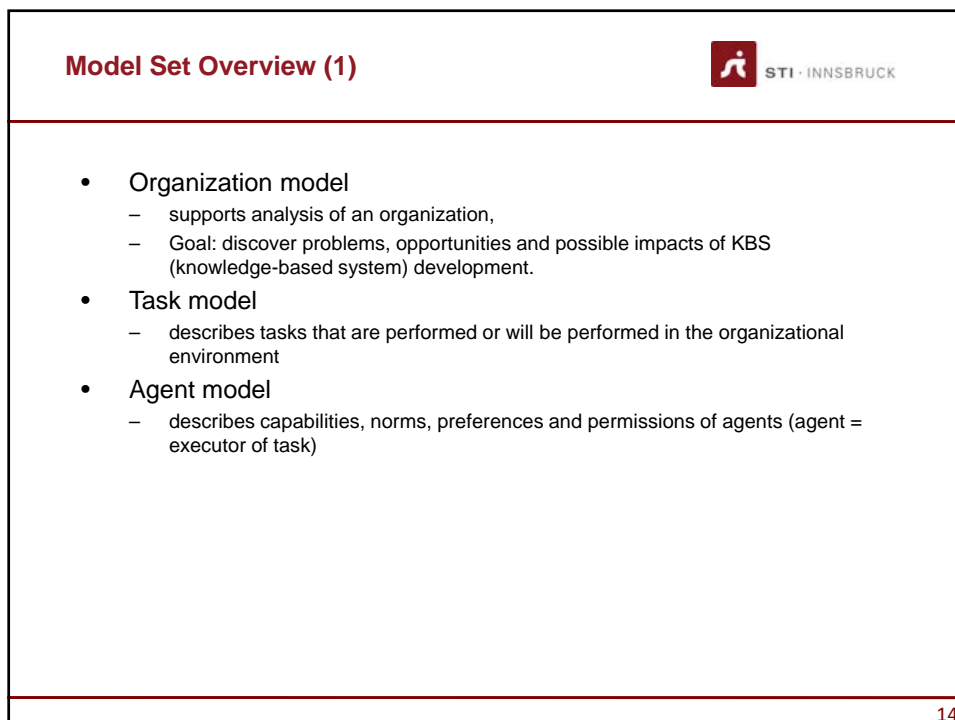 Model Set Overview (1)
STI · INNSBRUCK
• Organization model
– supports analysis of an organization,
– Goal: discover problems, opportunities and possible impacts of KBS
(knowledge-based system) development.
• Task model
– describes tasks that are performed or will be performed in the organizational
environment
• Agent model
– describes capabilities, norms, preferences and permissions of agents (agent =
executor of task)
14